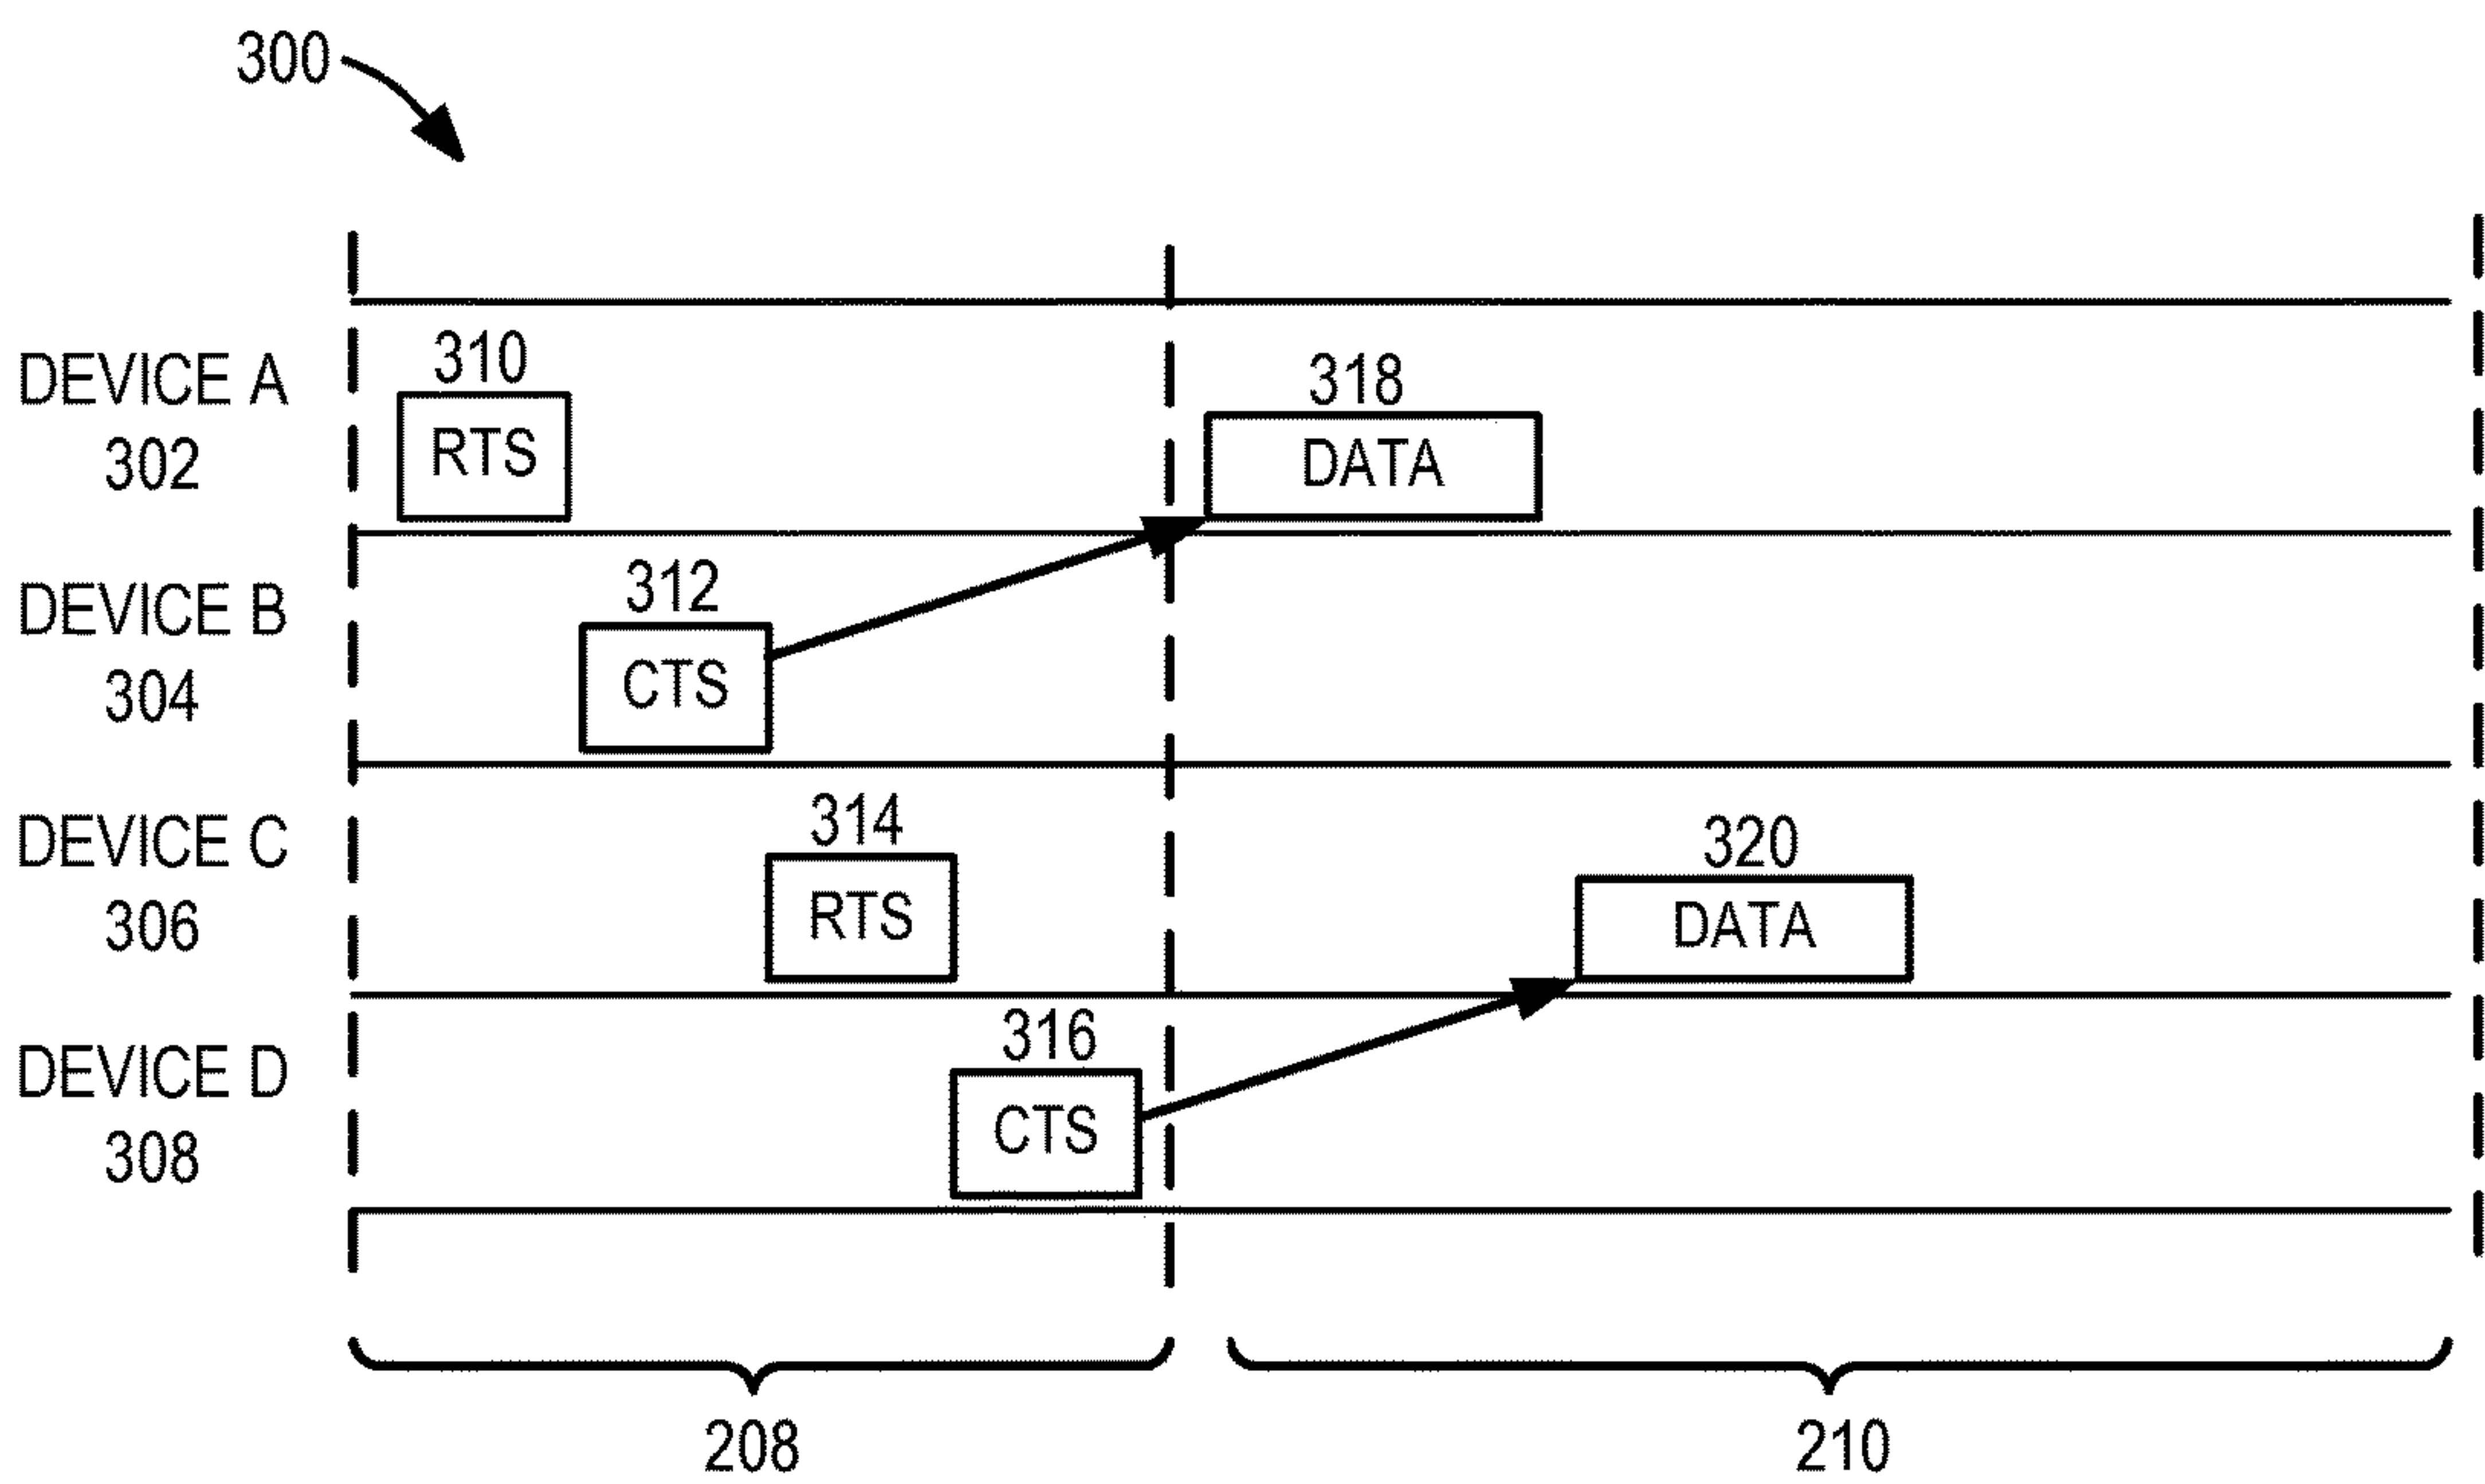 300
DEVICE A
302
310
RTS
318
DATA
DEVICE B
304
312
CTS
DEVICE C
306
314
RTS
320
DATA
DEVICE D
308
316
CTS
208
210